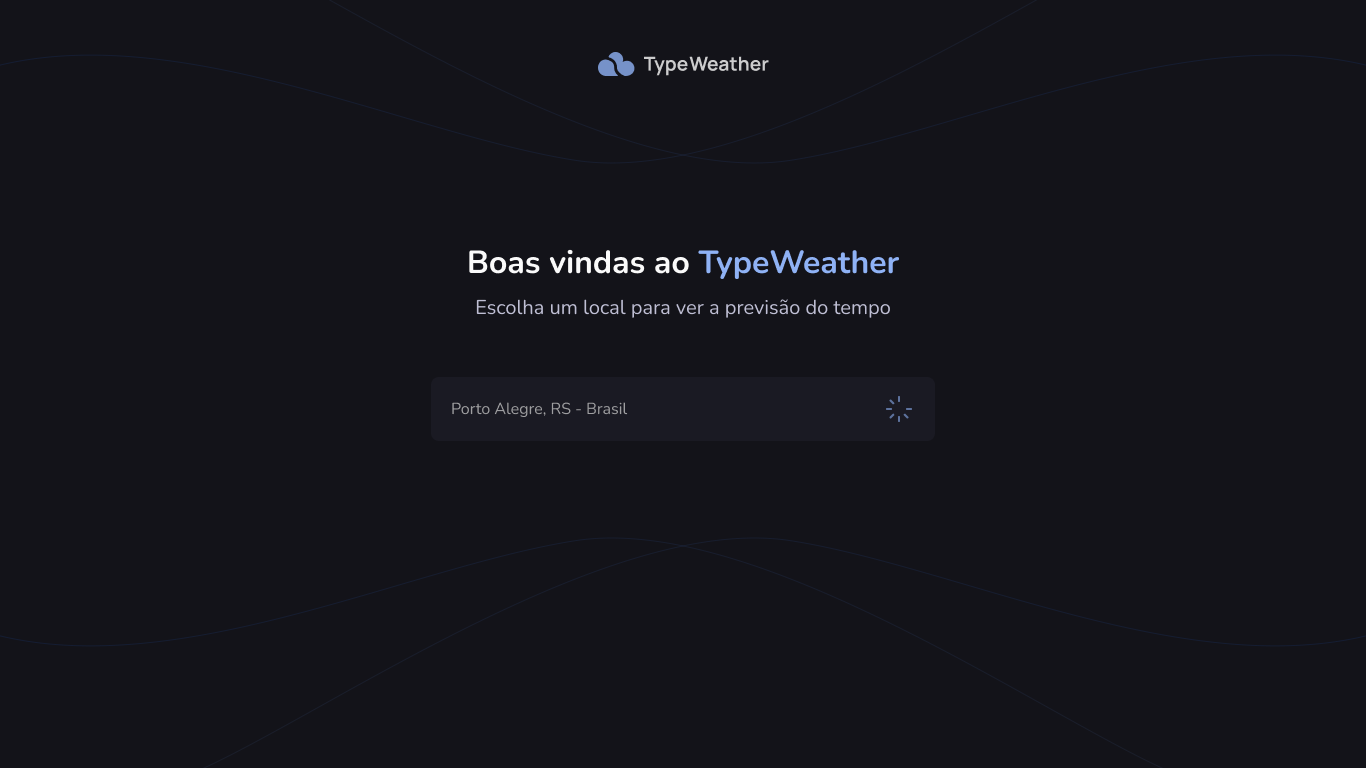 TypeWeather
Boas vindas ao TypeWeather
Escolha um local para ver a previsão do tempo
Porto Alegre, RS - Brasil